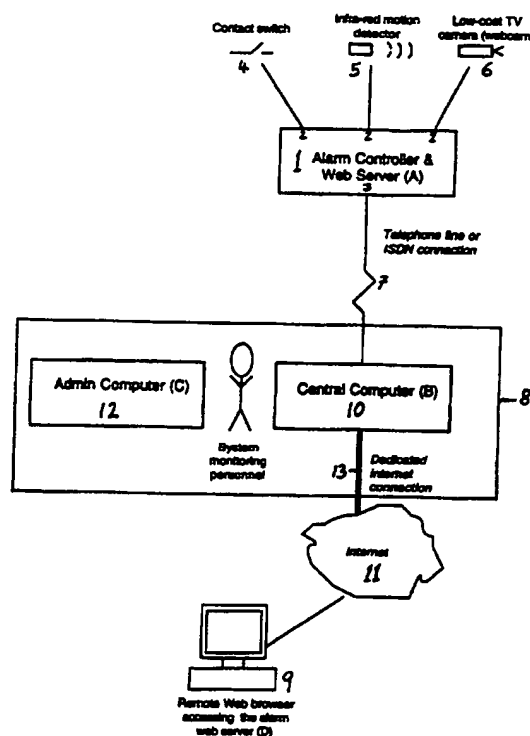 Contact switch
4
Infra-red motion
detector
5
Low-cost TV
camera (webcam
6
2 2 2
1 Alarm Controller &
Web Server (A)
3
Telephone line or
ISDN connection
7
8
Admin Computer (C)
12
System
monitoring
personnel
Central Computer (B)
10
13
Dedicated
internet
connection
Internet
11
9
Remote Web browser
accessing the alarm
web server (D)